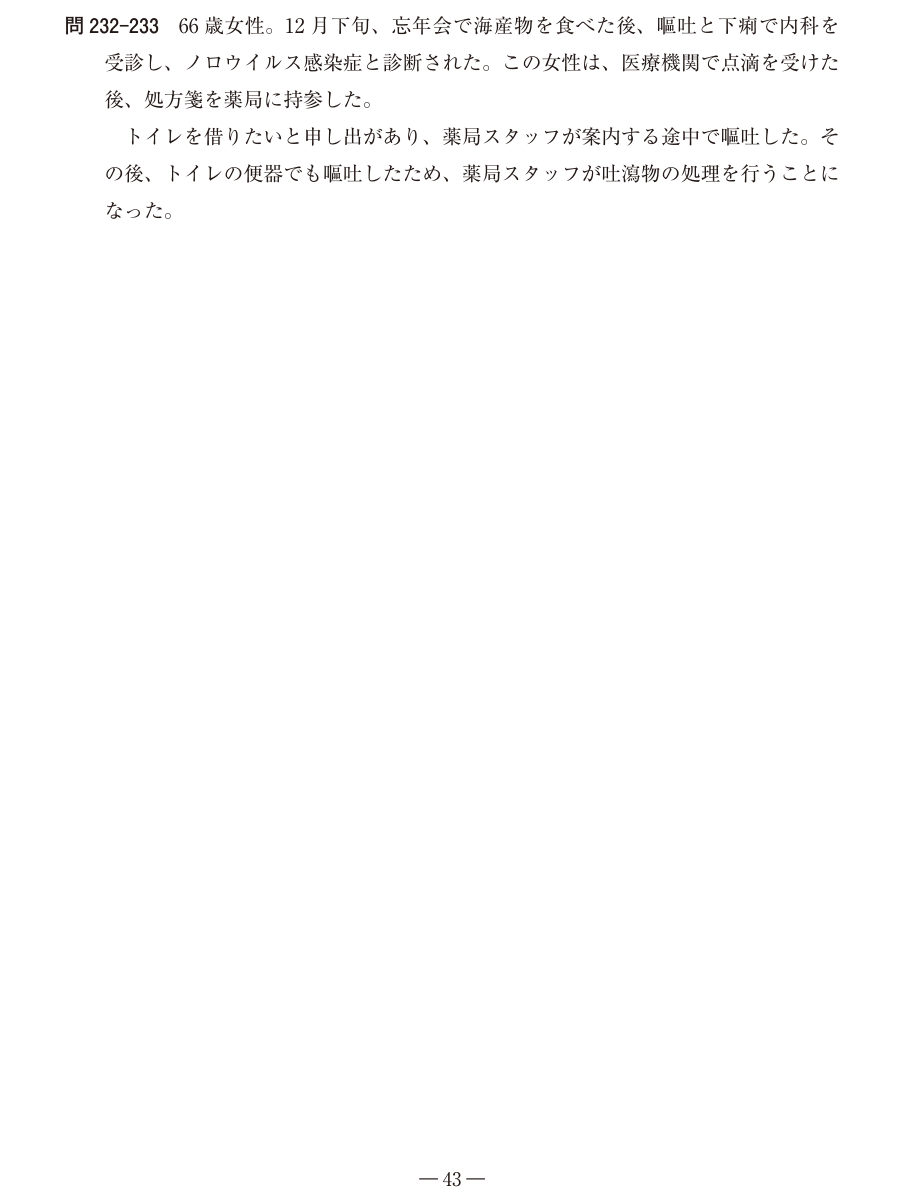 問 232–233　66 歳女性。12 月下旬、忘年会で海産物を食べた後、嘔吐と下痢で内科を
受診し、ノロウイルス感染症と診断された。この女性は、医療機関で点滴を受けた
後、処方箋を薬局に持参した。
トイレを借りたいと申し出があり、薬局スタッフが案内する途中で嘔吐した。そ
の後、トイレの便器でも嘔吐したため、薬局スタッフが吐瀉物の処理を行うことに
なった。
— 43 —